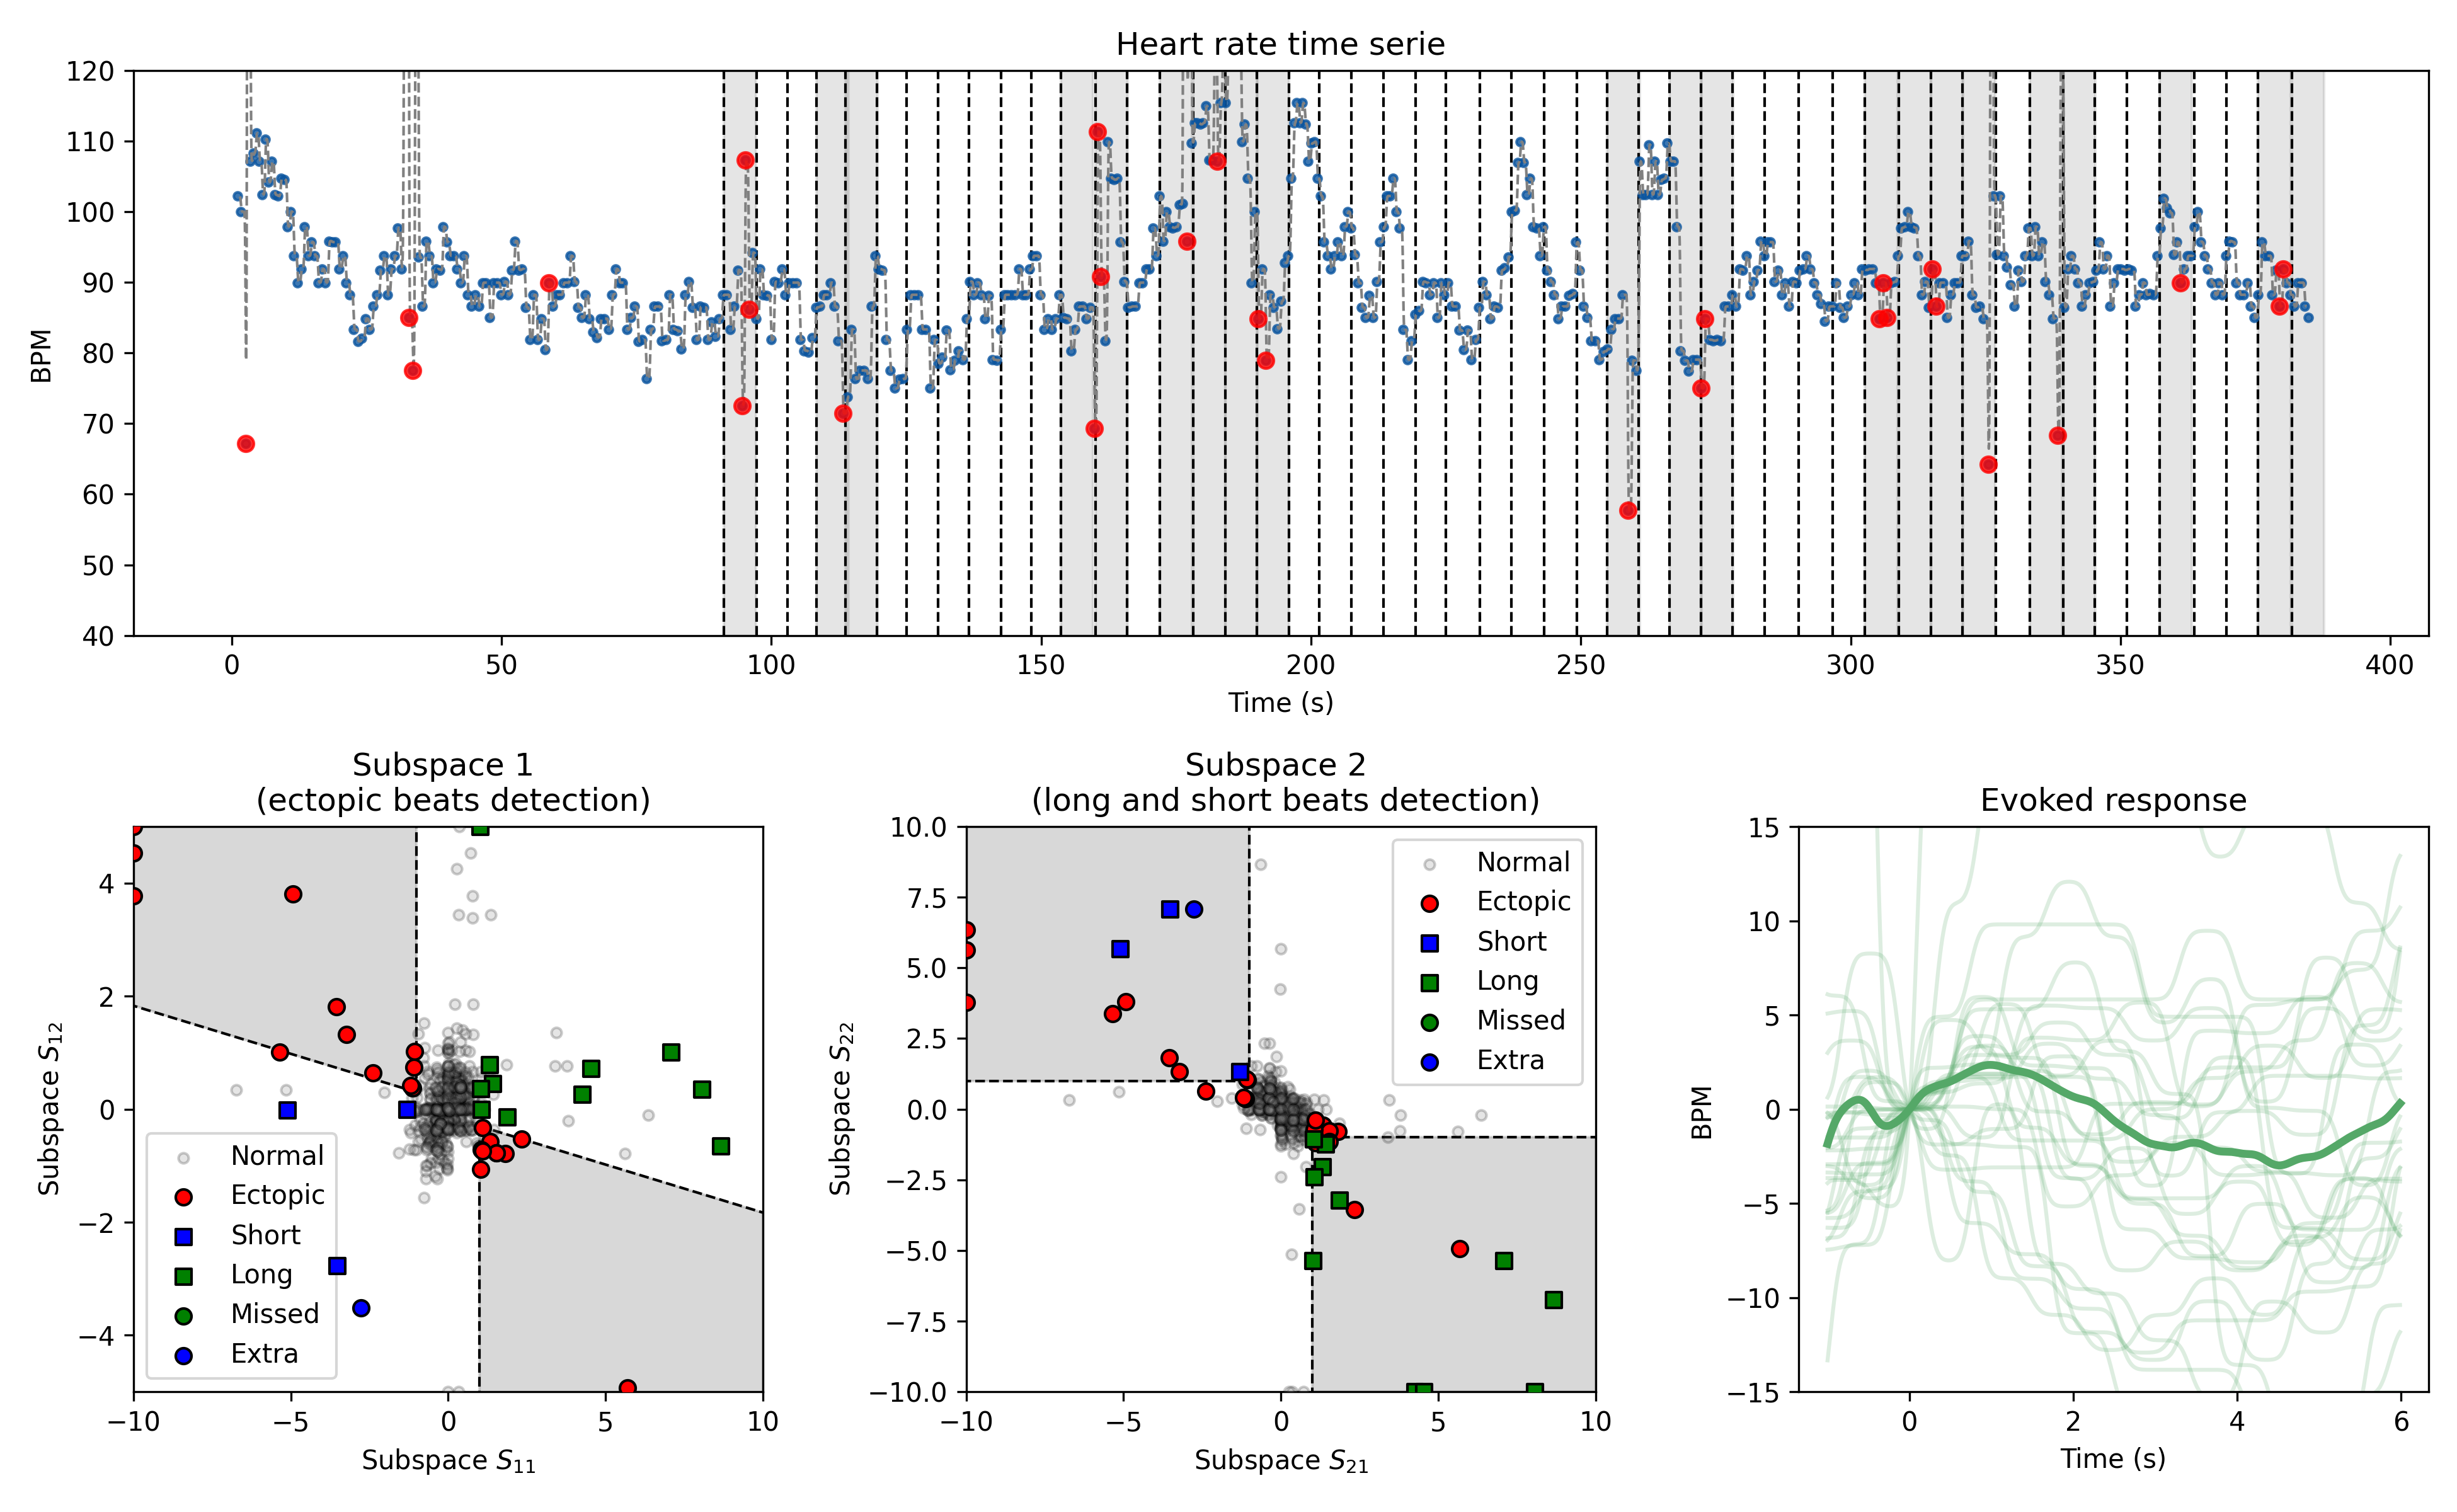 Heart rate time serie
120
110
100
90
80
70
60
50
40
BPM
0
50
100
150
200
250
300
350
400
Time (s)
Subspace 1
(ectopic beats detection)
4
2
0
−2
−4
Subspace S12
Normal
Ectopic
Short
Long
Missed
Extra
−10
−5
0
5
10
Subspace S11
Subspace 2
(long and short beats detection)
10.0
7.5
5.0
2.5
0.0
−2.5
−5.0
−7.5
−10.0
Subspace S22
Normal
Ectopic
Short
Long
Missed
Extra
−10
−5
0
5
10
Subspace S21
Evoked response
15
10
5
0
−5
−10
−15
BPM
0
2
4
6
Time (s)